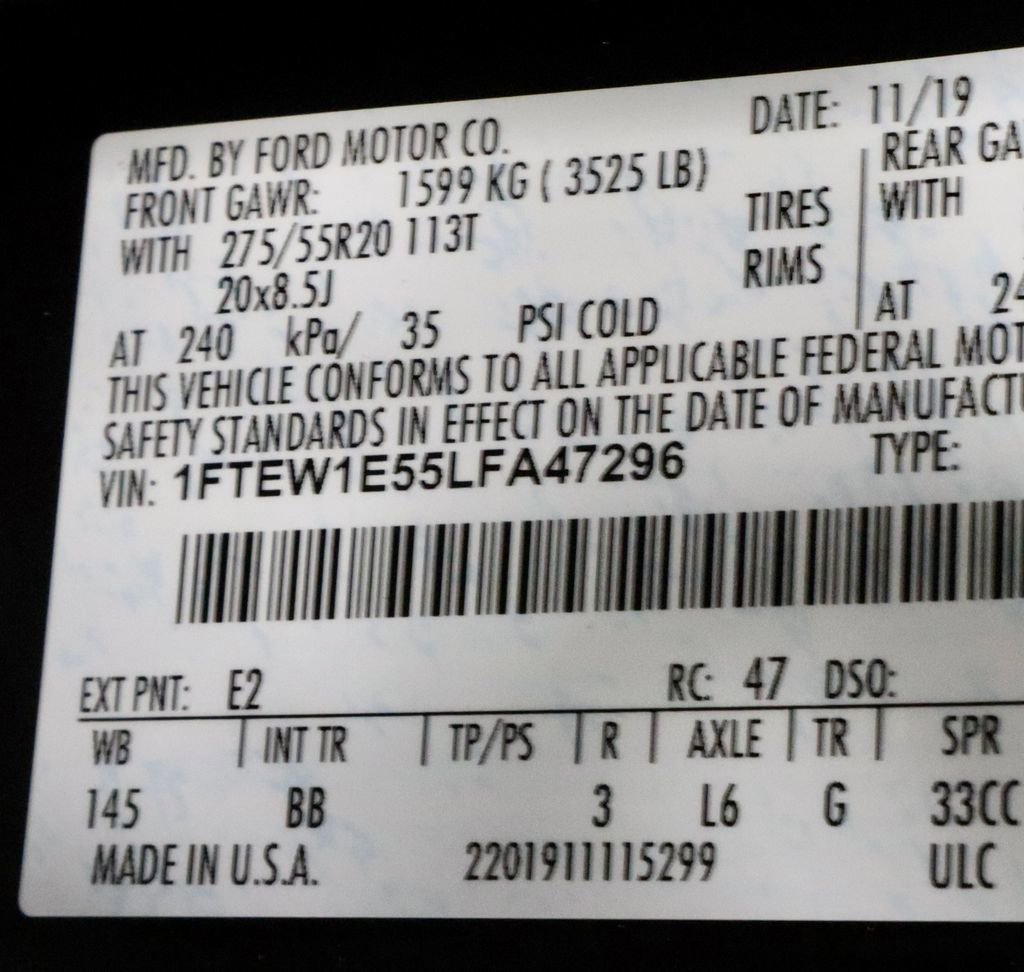 MFD. BY FORD MOTOR CO. DATE: 11/19
FRONT GAWR: 1599 KG ( 3525 LB) REAR GA
WITH 275/55R20 113T TIRES WITH
20x8.5J RIMS
AT 240 kPa/ 35 PSI COLD AT 24
THIS VEHICLE CONFORMS TO ALL APPLICABLE FEDERAL MOT
SAFETY STANDARDS IN EFFECT ON THE DATE OF MANUFACTU
VIN: 1FTEW1E55LFA47296 TYPE:
EXT PNT: E2 RC: 47 DSO:
WB INT TR TP/PS R AXLE TR SPR
145 BB 3 L6 G 33CC
MADE IN U.S.A. 2201911115299 ULC